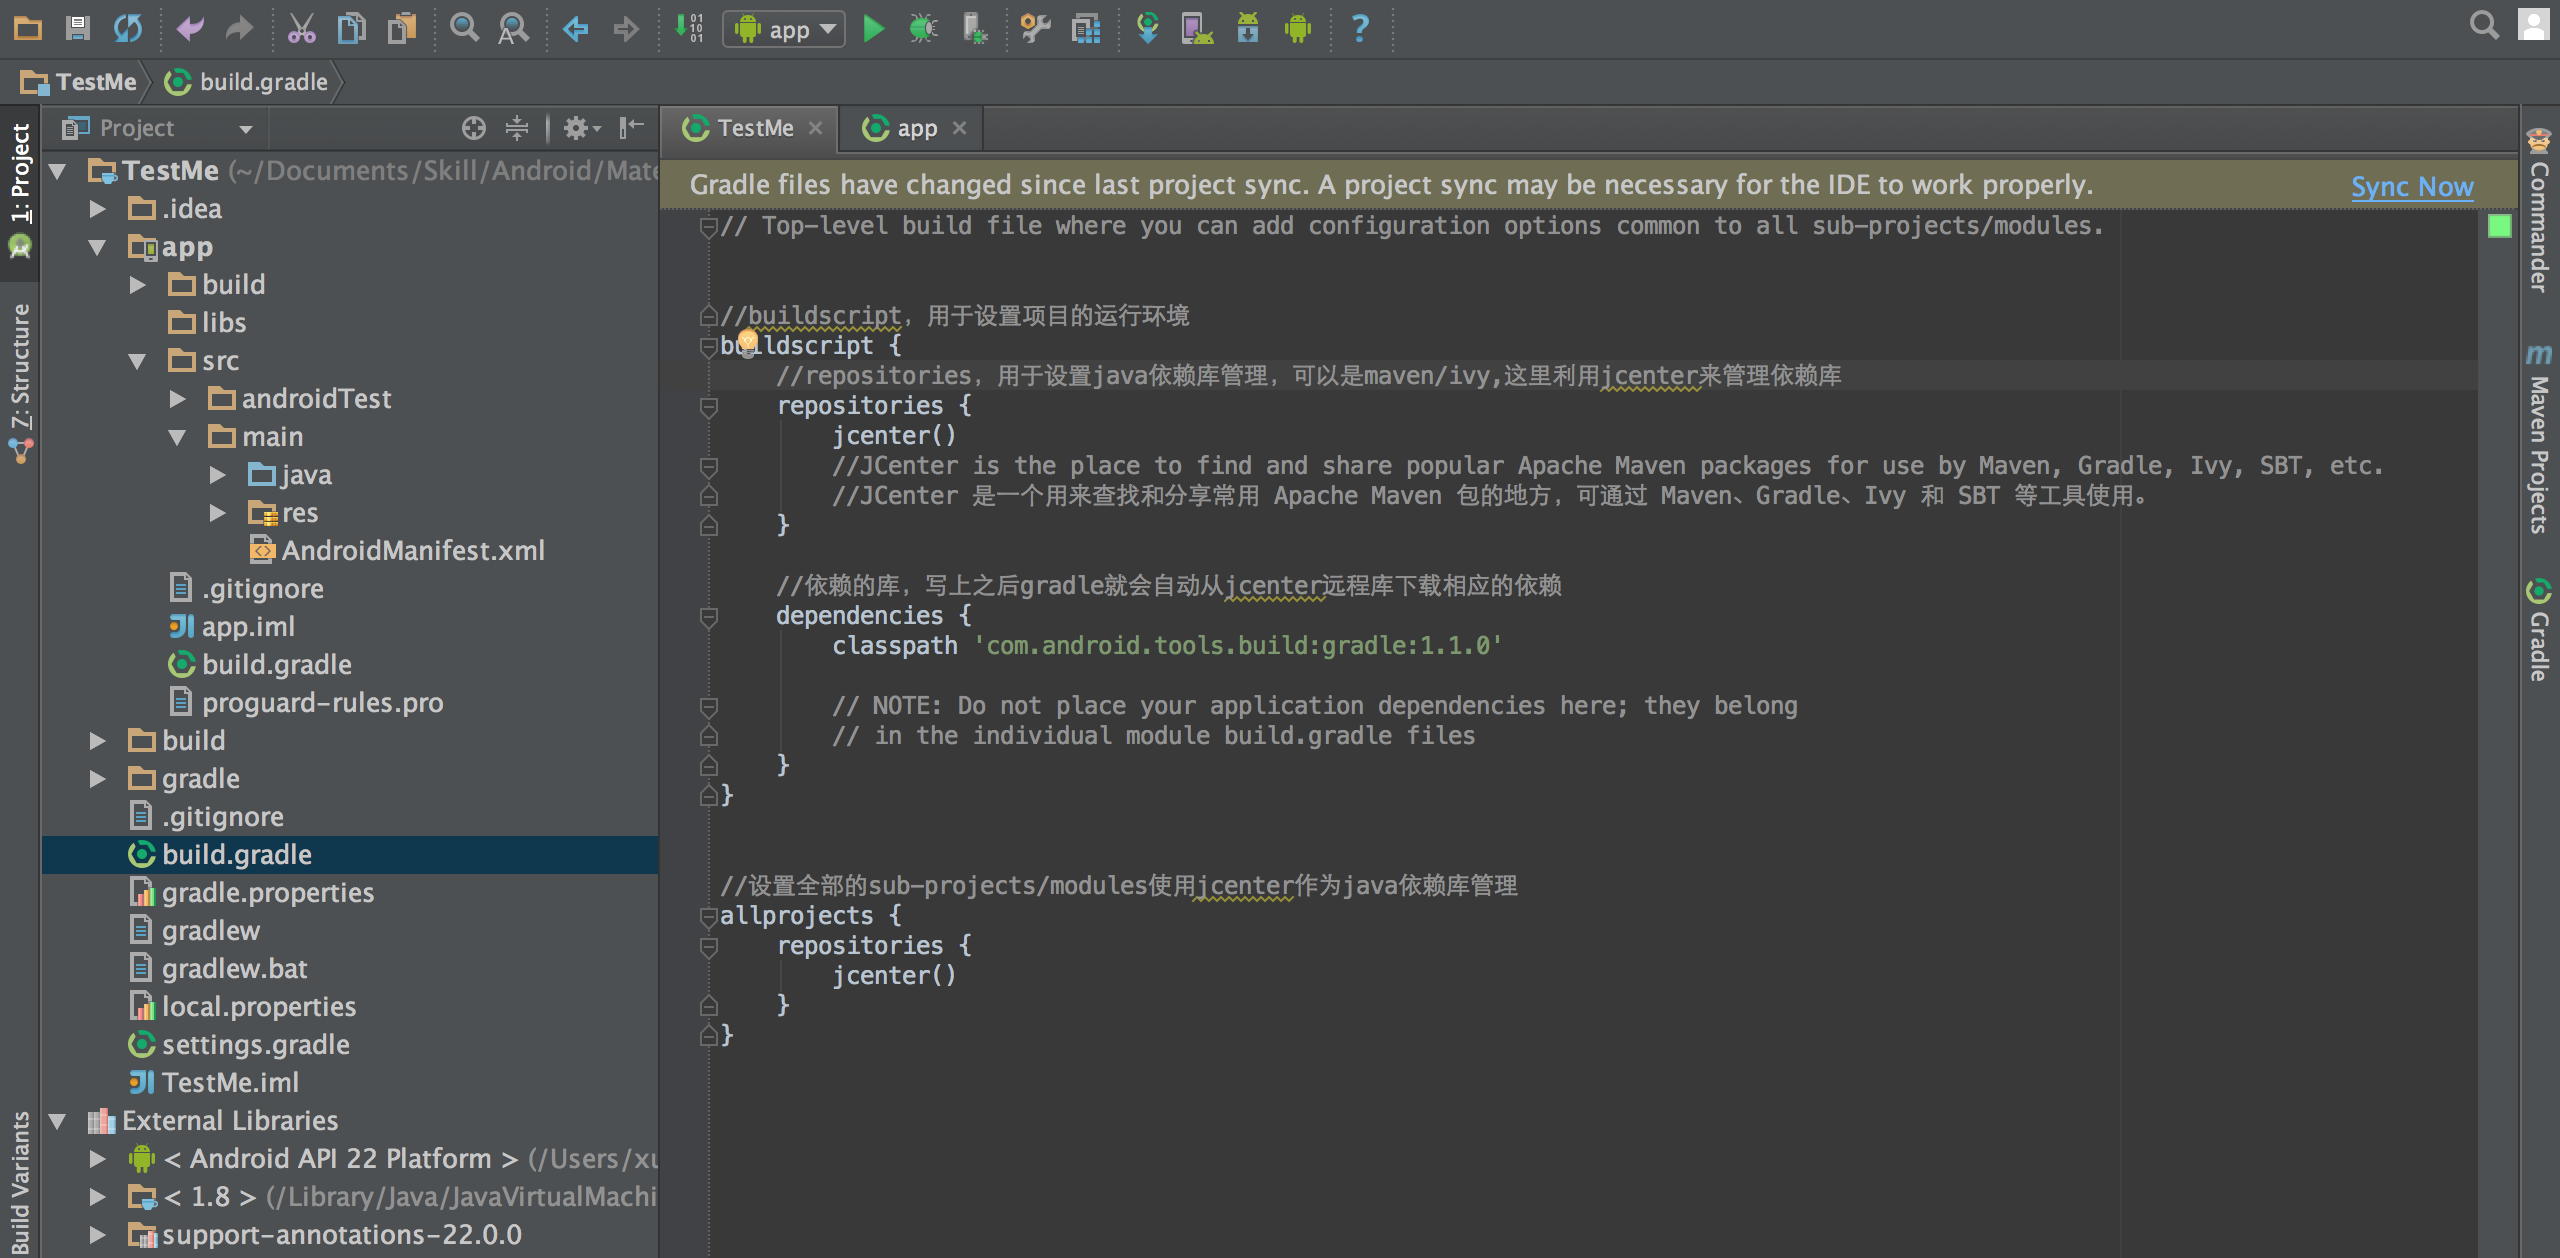 app
TestMe
build.gradle
1: Project
7: Structure
Build Variants
Project
TestMe (~/Documents/Skill/Android/Mate
.idea
app
build
libs
src
androidTest
main
java
res
AndroidManifest.xml
.gitignore
app.iml
build.gradle
proguard-rules.pro
build
gradle
.gitignore
build.gradle
gradle.properties
gradlew
gradlew.bat
local.properties
settings.gradle
TestMe.iml
External Libraries
< Android API 22 Platform > (/Users/xu
< 1.8 > (/Library/Java/JavaVirtualMachi
support-annotations-22.0.0
TestMe
app
Gradle files have changed since last project sync. A project sync may be necessary for the IDE to work properly.
Sync Now
// Top-level build file where you can add configuration options common to all sub-projects/modules.
//buildscript，用于设置项目的运行环境
buildscript {
//repositories，用于设置java依赖库管理，可以是maven/ivy,这里利用jcenter来管理依赖库
repositories {
jcenter()
//JCenter is the place to find and share popular Apache Maven packages for use by Maven, Gradle, Ivy, SBT, etc.
//JCenter 是一个用来查找和分享常用 Apache Maven 包的地方，可通过 Maven、Gradle、Ivy 和 SBT 等工具使用。
}
//依赖的库，写上之后gradle就会自动从jcenter远程库下载相应的依赖
dependencies {
classpath 'com.android.tools.build:gradle:1.1.0'
// NOTE: Do not place your application dependencies here; they belong
// in the individual module build.gradle files
}
}
//设置全部的sub-projects/modules使用jcenter作为java依赖库管理
allprojects {
repositories {
jcenter()
}
}
Commander
Maven Projects
Gradle